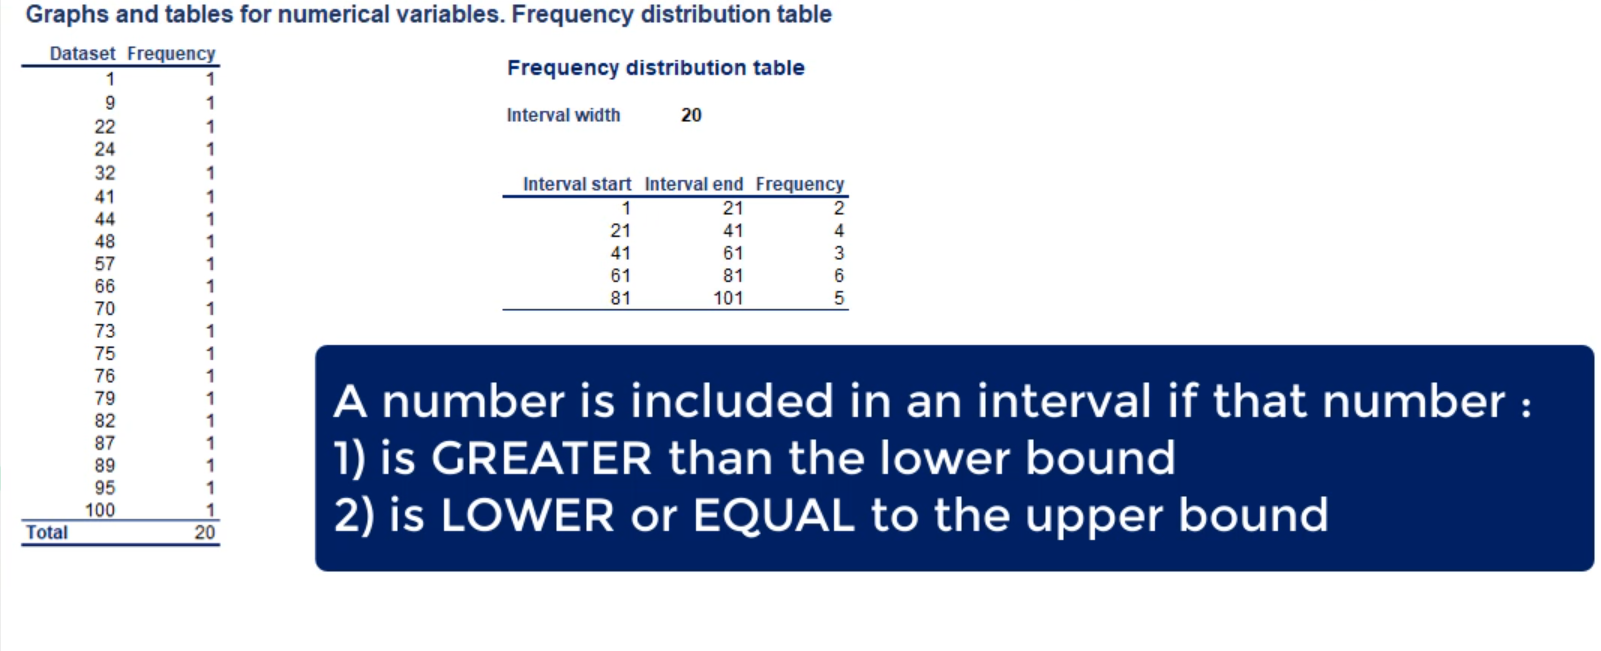 Graphs and tables for numerical variables. Frequency distribution table
Dataset Frequency
1 1
9 1
22 1
24 1
32 1
41 1
44 1
48 1
57 1
66 1
70 1
73 1
75 1
76 1
79 1
82 1
87 1
89 1
95 1
100 1
Total 20
Frequency distribution table
Interval width 20
Interval start Interval end Frequency
1 21 2
21 41 4
41 61 3
61 81 6
81 101 5
A number is included in an interval if that number :
1) is GREATER than the lower bound
2) is LOWER or EQUAL to the upper bound